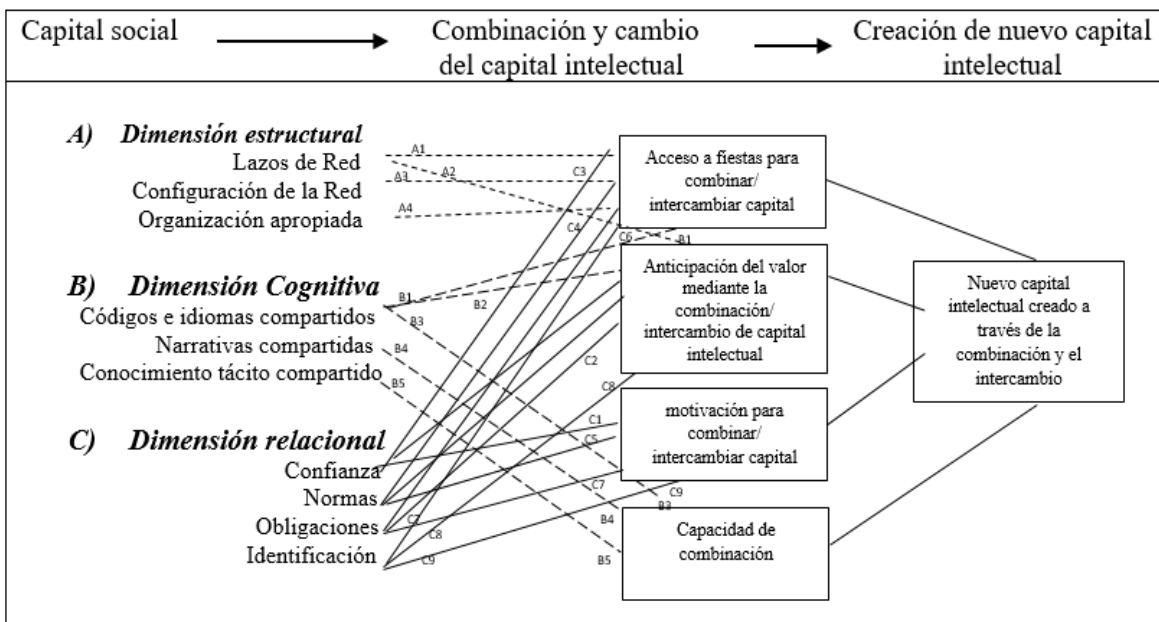 Capital social
Combinación y cambio
del capital intelectual
Creación de nuevo capital
intelectual
A) Dimensión estructural
Lazos de Red
Configuración de la Red
Organización apropiada
A1
A2
A3
A4
C3
C4
C6
B1
B) Dimensión Cognitiva
Códigos e idiomas compartidos
Narrativas compartidas
Conocimiento tácito compartido
B1
B2
B3
B4
B5
C2
C8
C1
C5
C) Dimensión relacional
Confianza
Normas
Obligaciones
Identificación
C7
C8
C9
C7
C9
B3
B4
B5
Acceso a fiestas para
combinar/
intercambiar capital
Anticipación del valor
mediante la
combinación/
intercambio de capital
intelectual
motivación para
combinar/
intercambiar capital
Capacidad de
combinación
Nuevo capital
intelectual creado a
través de la
combinación y el
intercambio